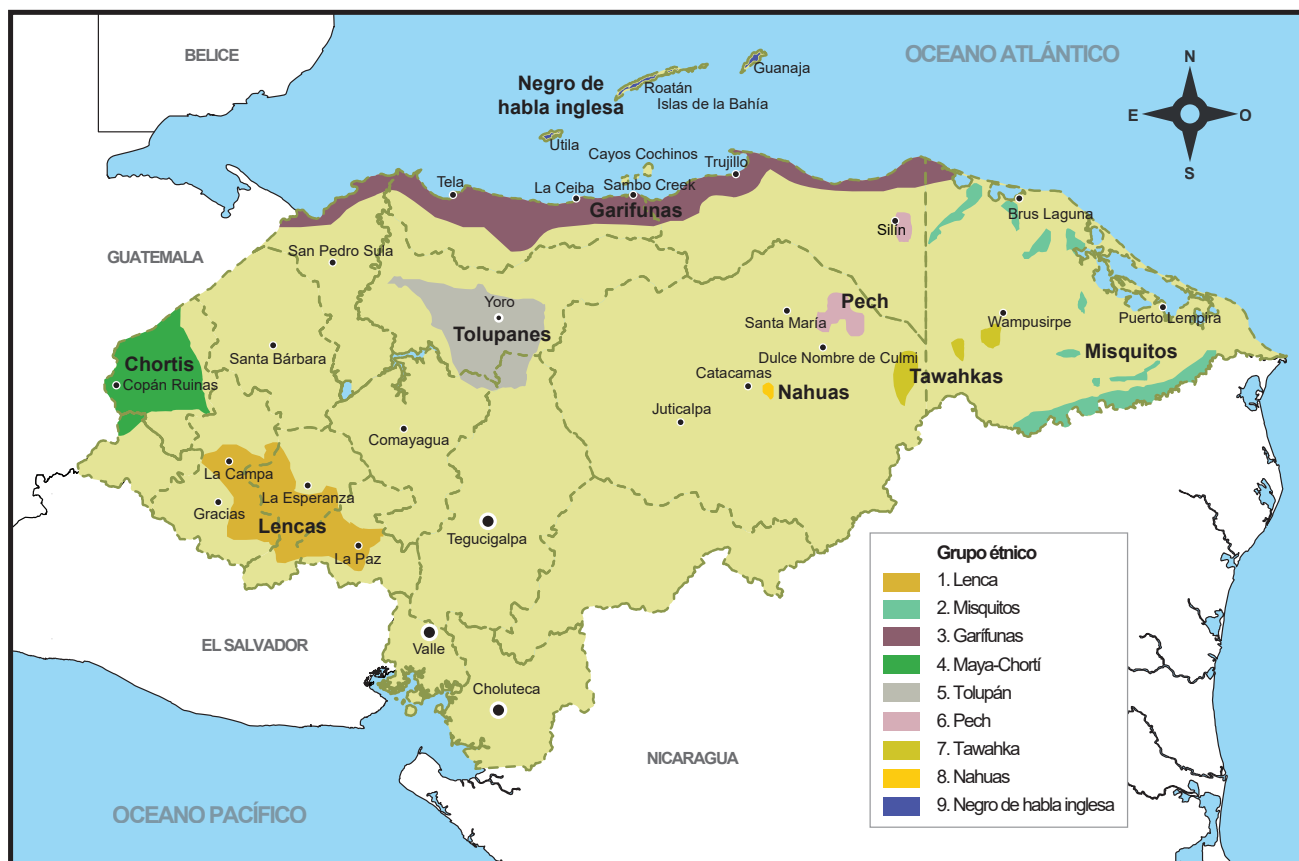 BELICE
OCEANO ATLÁNTICO
Guanaja
Negro de
habla inglesa
Roatán
Islas de la Bahía
N
E
O
S
Utila
Cayos Cochinos
Trujillo
Tela
La Ceiba
Sambo Creek
Garifunas
Brus Laguna
Silín
GUATEMALA
San Pedro Sula
Yoro
Tolupanes
Pech
Santa María
Wampusirpe
Puerto Lempira
Chortis
Copán Ruinas
Santa Bárbara
Dulce Nombre de Culmi
Misquitos
Catacamas
Nahuas
Tawahkas
Juticalpa
Comayagua
La Campa
La Esperanza
Gracias
Lencas
La Paz
Tegucigalpa
EL SALVADOR
Valle
Choluteca
NICARAGUA
OCEANO PACÍFICO
Grupo étnico
1. Lenca
2. Misquitos
3. Garífunas
4. Maya-Chortí
5. Tolupán
6. Pech
7. Tawahka
8. Nahuas
9. Negro de habla inglesa